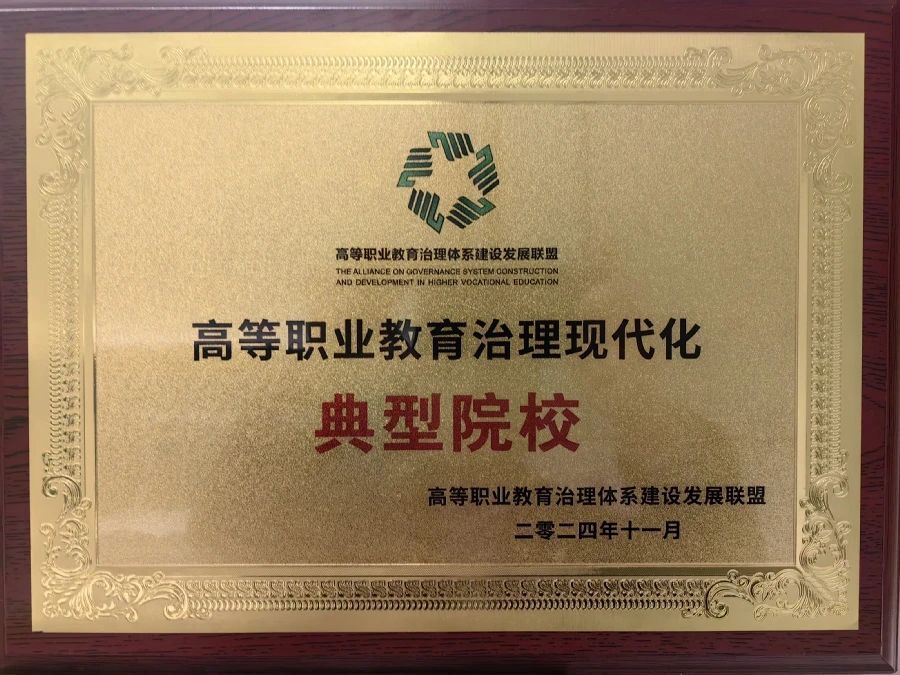 高等职业教育治理体系建设发展联盟
THE ALLIANCE ON GOVERNANCE SYSTEM CONSTRUCTION
AND DEVELOPMENT IN HIGHER VOCATIONAL EDUCATION
高等职业教育治理现代化
典型院校
高等职业教育治理体系建设发展联盟
二零二四年十一月